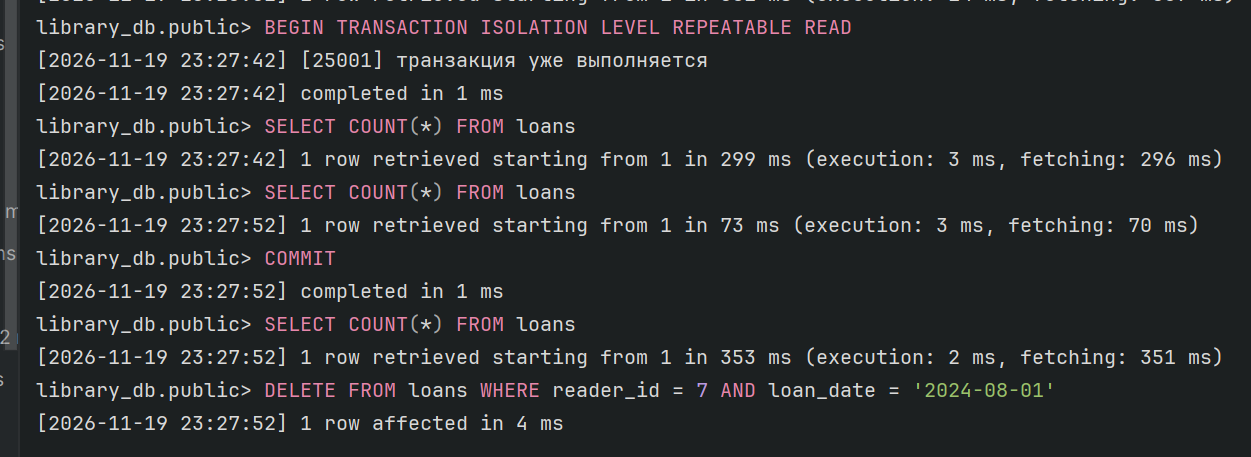 library_db.public> BEGIN TRANSACTION ISOLATION LEVEL REPEATABLE READ
[2026-11-19 23:27:42] [25001] транзакция уже выполняется
[2026-11-19 23:27:42] completed in 1 ms
library_db.public> SELECT COUNT(*) FROM loans
[2026-11-19 23:27:42] 1 row retrieved starting from 1 in 299 ms (execution: 3 ms, fetching: 296 ms)
library_db.public> SELECT COUNT(*) FROM loans
[2026-11-19 23:27:52] 1 row retrieved starting from 1 in 73 ms (execution: 3 ms, fetching: 70 ms)
library_db.public> COMMIT
[2026-11-19 23:27:52] completed in 1 ms
library_db.public> SELECT COUNT(*) FROM loans
[2026-11-19 23:27:52] 1 row retrieved starting from 1 in 353 ms (execution: 2 ms, fetching: 351 ms)
library_db.public> DELETE FROM loans WHERE reader_id = 7 AND loan_date = '2024-08-01'
[2026-11-19 23:27:52] 1 row affected in 4 ms